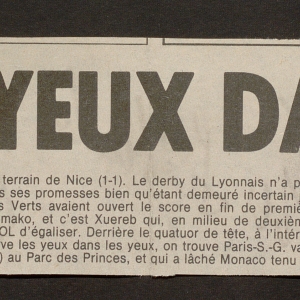 YEUX DA
terrain de Nice (1-1). Le derby du Lyonnais n'a p
s ses promesses bien qu'étant demeuré incertain
s Verts avaient ouvert le score en fin de premiè
mako, et c'est Xuereb qui, en milieu de deuxièm
OL d'égaliser. Derrière le quatuor de tête, à l'inté
ve les yeux dans les yeux, on trouve Paris-S.-G. va
) au Parc des Princes, et qui a lâché Monaco tenu